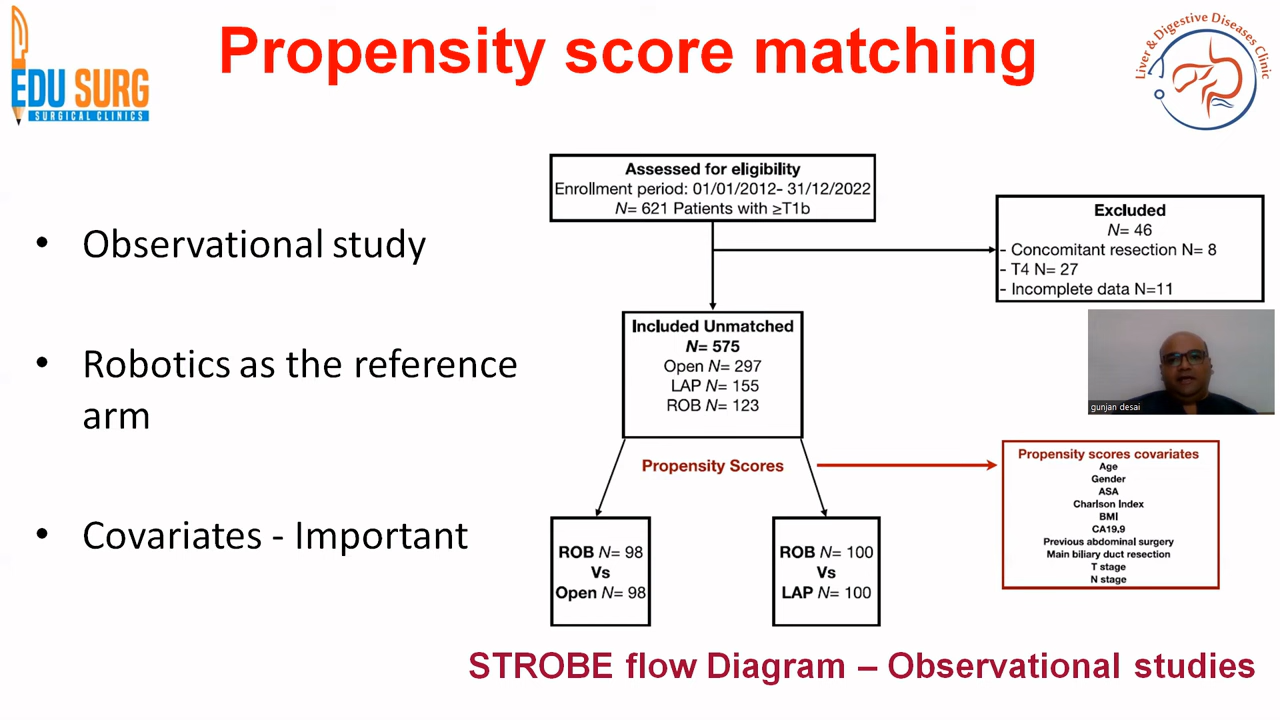 Propensity score matching
EDU SURG
SURGICAL CLINICS
Liver & Digestive Diseases Clinic
• Observational study
• Robotics as the reference
arm
• Covariates - Important
Assessed for eligibility
Enrollment period: 01/01/2012- 31/12/2022
N= 621 Patients with ≥T1b
Excluded
N= 46
- Concomitant resection N= 8
- T4 N= 27
- Incomplete data N=11
Included Unmatched
N= 575
Open N= 297
LAP N= 155
ROB N= 123
gunjan desai
Propensity Scores
Propensity scores covariates
Age
Gender
ASA
Charlson Index
BMI
CA19.9
Previous abdominal surgery
Main biliary duct resection
T stage
N stage
ROB N= 98
Vs
Open N= 98
ROB N= 100
Vs
LAP N= 100
STROBE flow Diagram – Observational studies